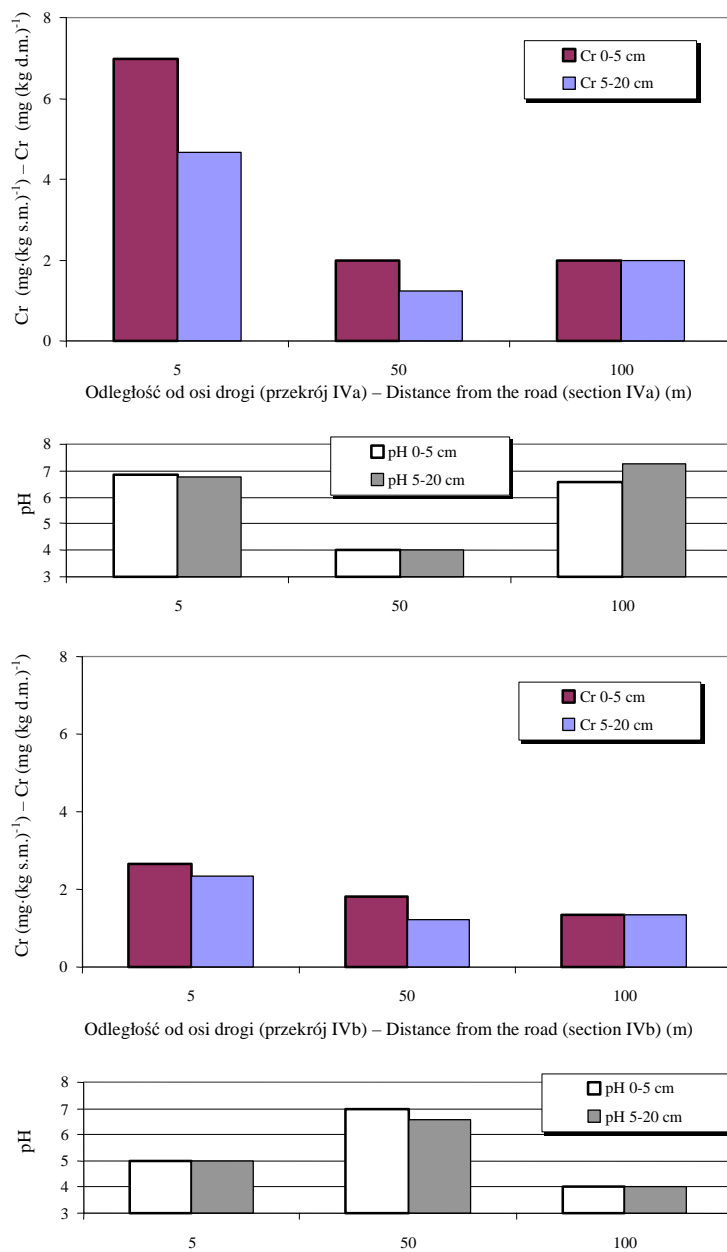 8
6
4
2
0
Cr (mg·(kg s.m.)⁻¹) – Cr (mg (kg d.m.)⁻¹)
Cr 0-5 cm
Cr 5-20 cm
5 50 100
Odległość od osi drogi (przekrój IVa) – Distance from the road (section IVa) (m)
8
7
6
5
4
3
pH
pH 0-5 cm
pH 5-20 cm
5 50 100
8
6
4
2
0
Cr (mg·(kg s.m.)⁻¹) – Cr (mg (kg d.m.)⁻¹)
Cr 0-5 cm
Cr 5-20 cm
5 50 100
Odległość od osi drogi (przekrój IVb) – Distance from the road (section IVb) (m)
8
7
6
5
4
3
pH
pH 0-5 cm
pH 5-20 cm
5 50 100